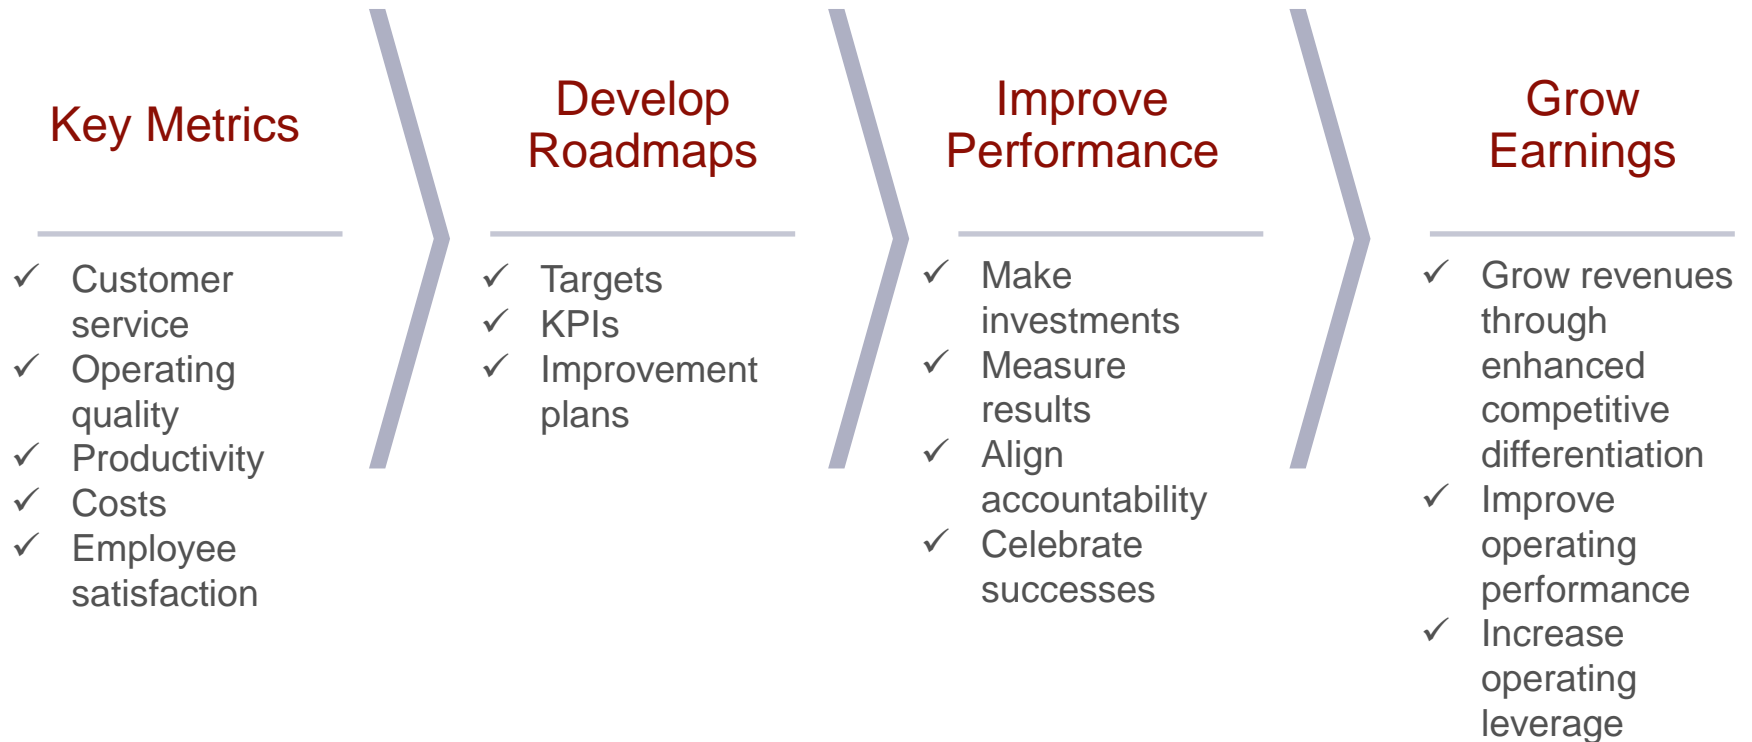 Key Metrics
✓ Customer
service
✓ Operating
quality
✓ Productivity
✓ Costs
✓ Employee
satisfaction
Develop
Roadmaps
✓ Targets
✓ KPIs
✓ Improvement
plans
Improve
Performance
✓ Make
investments
✓ Measure
results
✓ Align
accountability
✓ Celebrate
successes
Grow
Earnings
✓ Grow revenues
through
enhanced
competitive
differentiation
✓ Improve
operating
performance
✓ Increase
operating
leverage